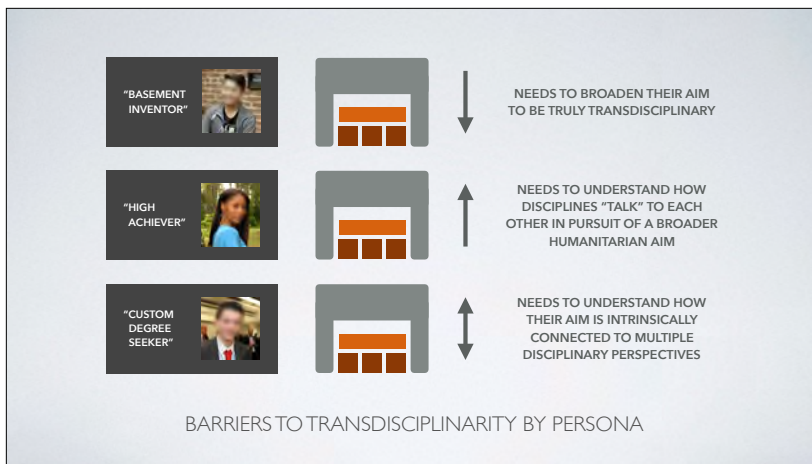 “BASEMENT
INVENTOR”
NEEDS TO BROADEN THEIR AIM
TO BE TRULY TRANSDISCIPLINARY
“HIGH
ACHIEVER”
NEEDS TO UNDERSTAND HOW
DISCIPLINES “TALK” TO EACH
OTHER IN PURSUIT OF A BROADER
HUMANITARIAN AIM
“CUSTOM
DEGREE
SEEKER”
NEEDS TO UNDERSTAND HOW
THEIR AIM IS INTRINSICALLY
CONNECTED TO MULTIPLE
DISCIPLINARY PERSPECTIVES
BARRIERS TO TRANSDISCIPLINARITY BY PERSONA